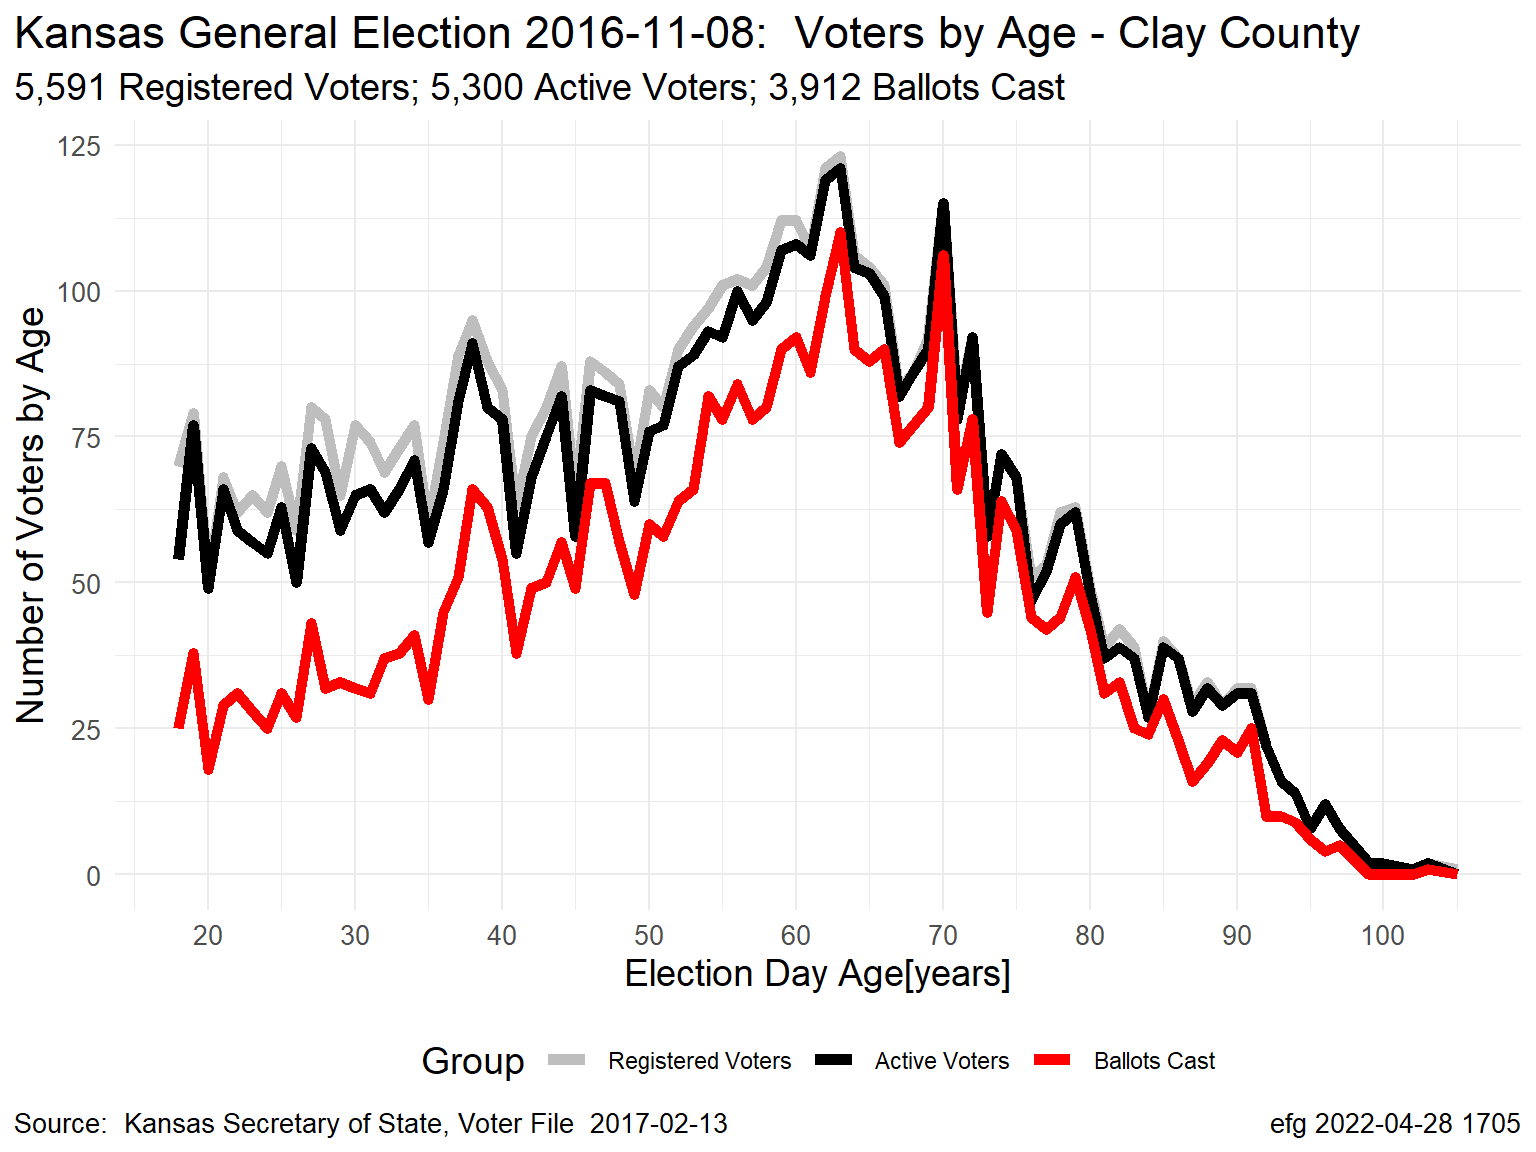 Kansas General Election 2016-11-08:  Voters by Age - Clay County
5,591 Registered Voters; 5,300 Active Voters; 3,912 Ballots Cast
Number of Voters by Age
125
100
75
50
25
0
20 30 40 50 60 70 80 90 100
Election Day Age[years]
Group Registered Voters Active Voters Ballots Cast
Source:  Kansas Secretary of State, Voter File  2017-02-13
efg 2022-04-28 1705